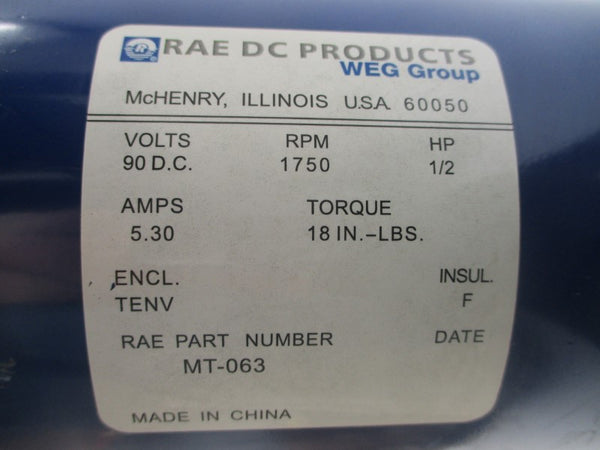 RAE DC PRODUCTS
WEG Group
McHENRY, ILLINOIS U.S.A. 60050
VOLTS RPM HP
90 D.C. 1750 1/2
AMPS TORQUE
5.30 18 IN.-LBS.
ENCL. INSUL.
TENV F
RAE PART NUMBER DATE
MT-063
MADE IN CHINA